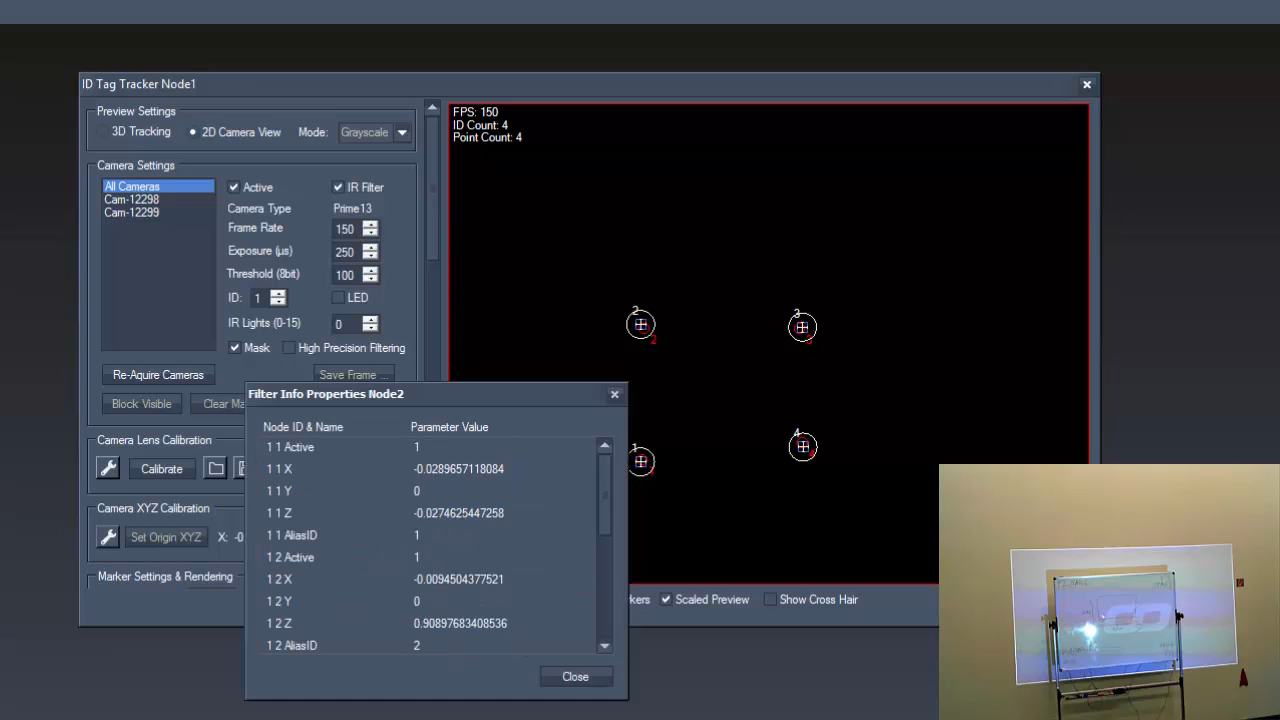 ID Tag Tracker Node1
Preview Settings
3D Tracking
2D Camera View
Mode:
Grayscale
Camera Settings
All Cameras
Cam-12298
Cam-12299
Active
IR Filter
Camera Type
Prime13
Frame Rate
150
Exposure (µs)
250
Threshold (8bit)
100
ID:
1
LED
IR Lights (0-15)
0
Mask
High Precision Filtering
Re-Aquire Cameras
Save Frame ...
Block Visible
Clear Ma
Camera Lens Calibration
Calibrate
Camera XYZ Calibration
Set Origin XYZ
X: -0
Marker Settings & Rendering
FPS: 150
ID Count: 4
Point Count: 4
2
2
3
3
1
4
kers
Scaled Preview
Show Cross Hair
Filter Info Properties Node2
Node ID & Name Parameter Value
1 1 Active 1
1 1 X -0.0289657118084
1 1 Y 0
1 1 Z -0.0274625447258
1 1 AliasID 1
1 2 Active 1
1 2 X -0.0094504377521
1 2 Y 0
1 2 Z 0.90897683408536
1 2 AliasID 2
Close